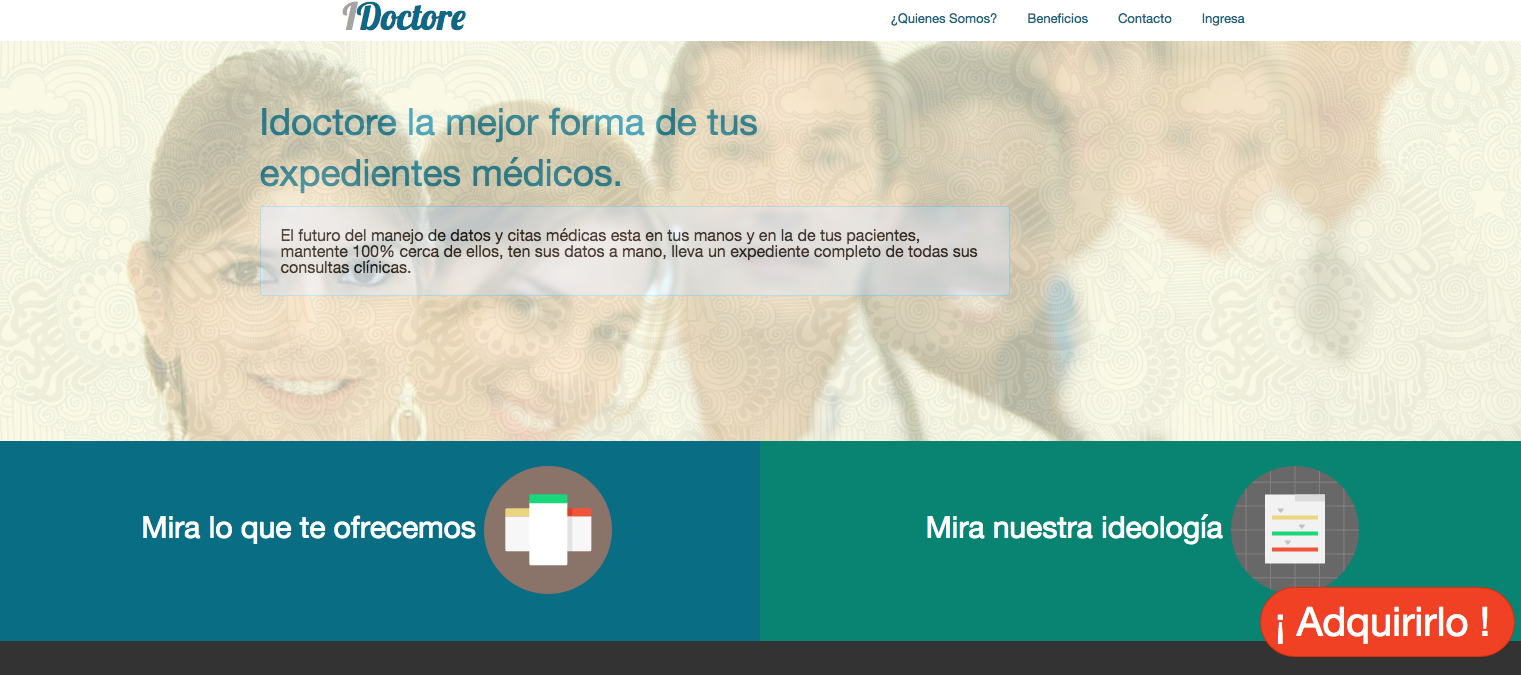 IDoctore
¿Quienes Somos? Beneficios Contacto Ingresa
Idoctore la mejor forma de tus
expedientes médicos.
El futuro del manejo de datos y citas médicas esta en tus manos y en la de tus pacientes,
mantente 100% cerca de ellos, ten sus datos a mano, lleva un expediente completo de todas sus
consultas clínicas.
Mira lo que te ofrecemos
Mira nuestra ideología
¡ Adquirirlo !